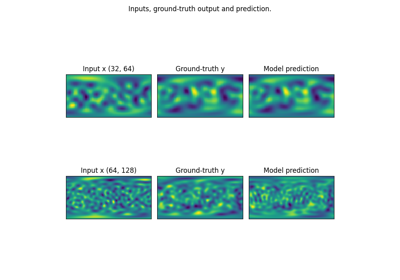 Inputs, ground-truth output and prediction.
Input x (32, 64)
Ground-truth y
Model prediction
Input x (64, 128)
Ground-truth y
Model prediction